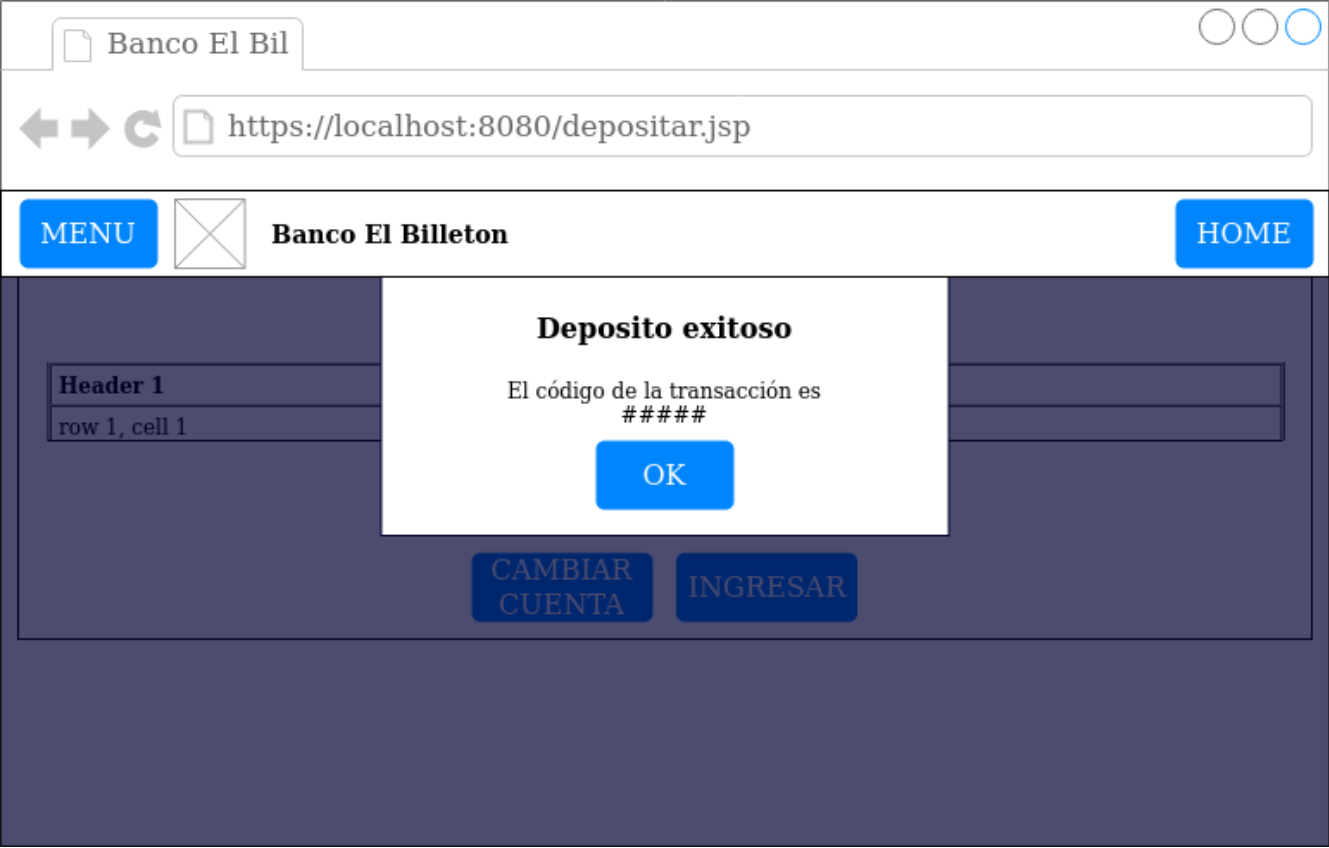 Banco El Bil
https://localhost:8080/depositar.jsp
MENU
Banco El Billeton
HOME
Deposito exitoso
Header 1
El código de la transacción es
#####
row 1, cell 1
OK
CAMBIAR
CUENTA
INGRESAR